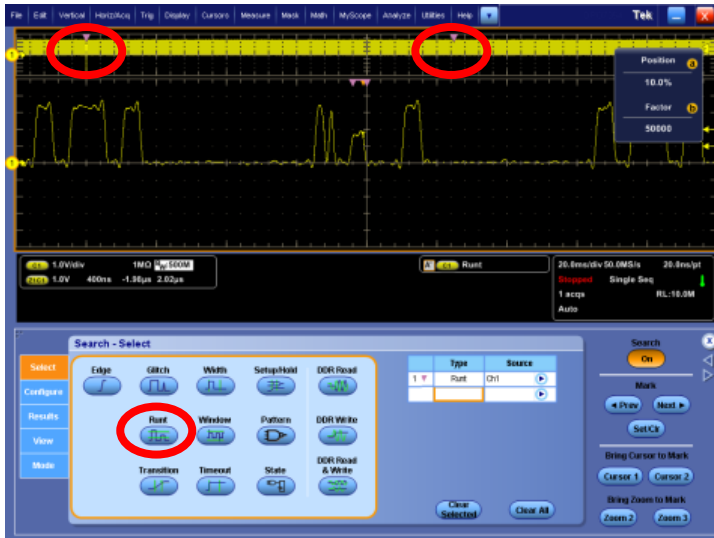 File Edit Vertical Horiz/Acq Trig Display Cursors Measure Mask Math MyScope Analyze Utilities Help Tek
Position a
10.0%
Factor b
50000
C1 1.0V/div 1MΩ 500M
Z1C1 1.0V 400ns -1.98µs 2.02µs
A C1 Runt
20.0ms/div 50.0MS/s 20.0ns/pt
Stopped Single Seq
1 acqs RL:10.0M
Auto
Search - Select
Select
Configure
Results
View
Mode
Edge Glitch Width Setup/Hold DDR Read
Runt Window Pattern DDR Write
Transition Timeout State DDR Read
& Write
Type Source
1 Runt Ch1
Clear
Selected
Clear All
Search
On
Mark
Prev Next
Set/Clr
Bring Cursor to Mark
Cursor 1 Cursor 2
Bring Zoom to Mark
Zoom 2 Zoom 3